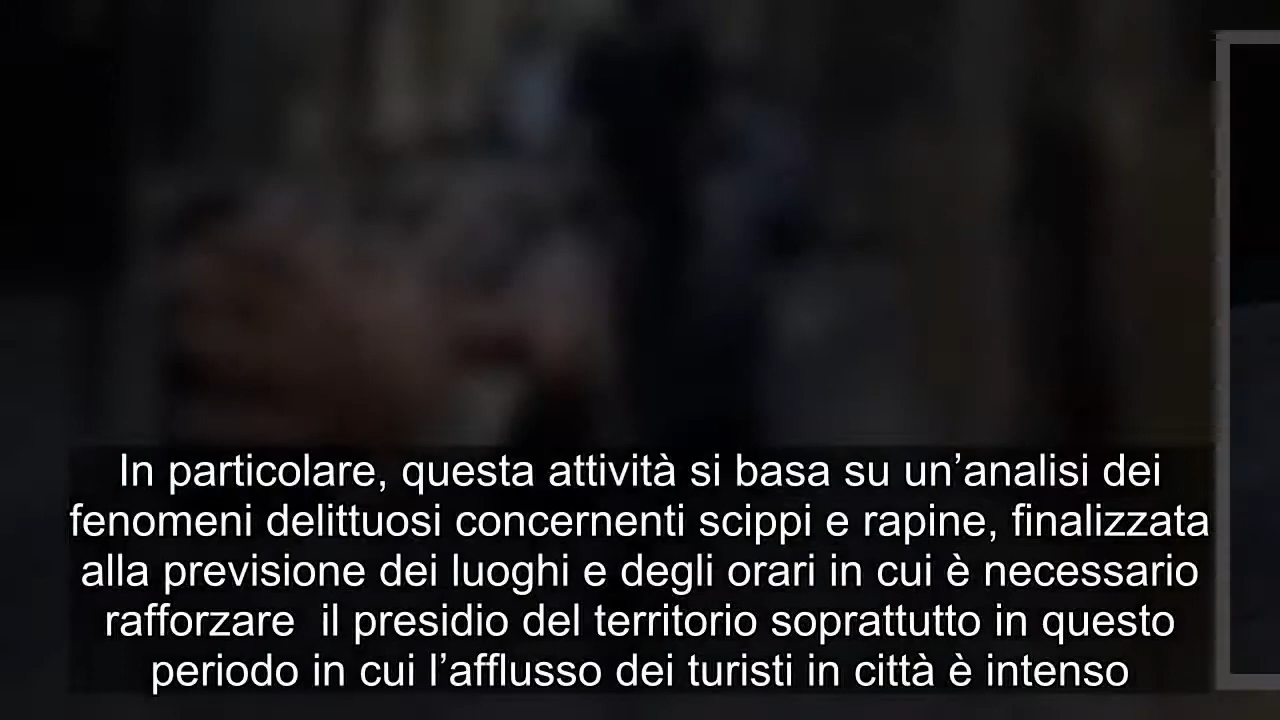 In particolare, questa attività si basa su un’analisi dei
fenomeni delittuosi concernenti scippi e rapine, finalizzata
alla previsione dei luoghi e degli orari in cui è necessario
rafforzare  il presidio del territorio soprattutto in questo
periodo in cui l’afflusso dei turisti in città è intenso